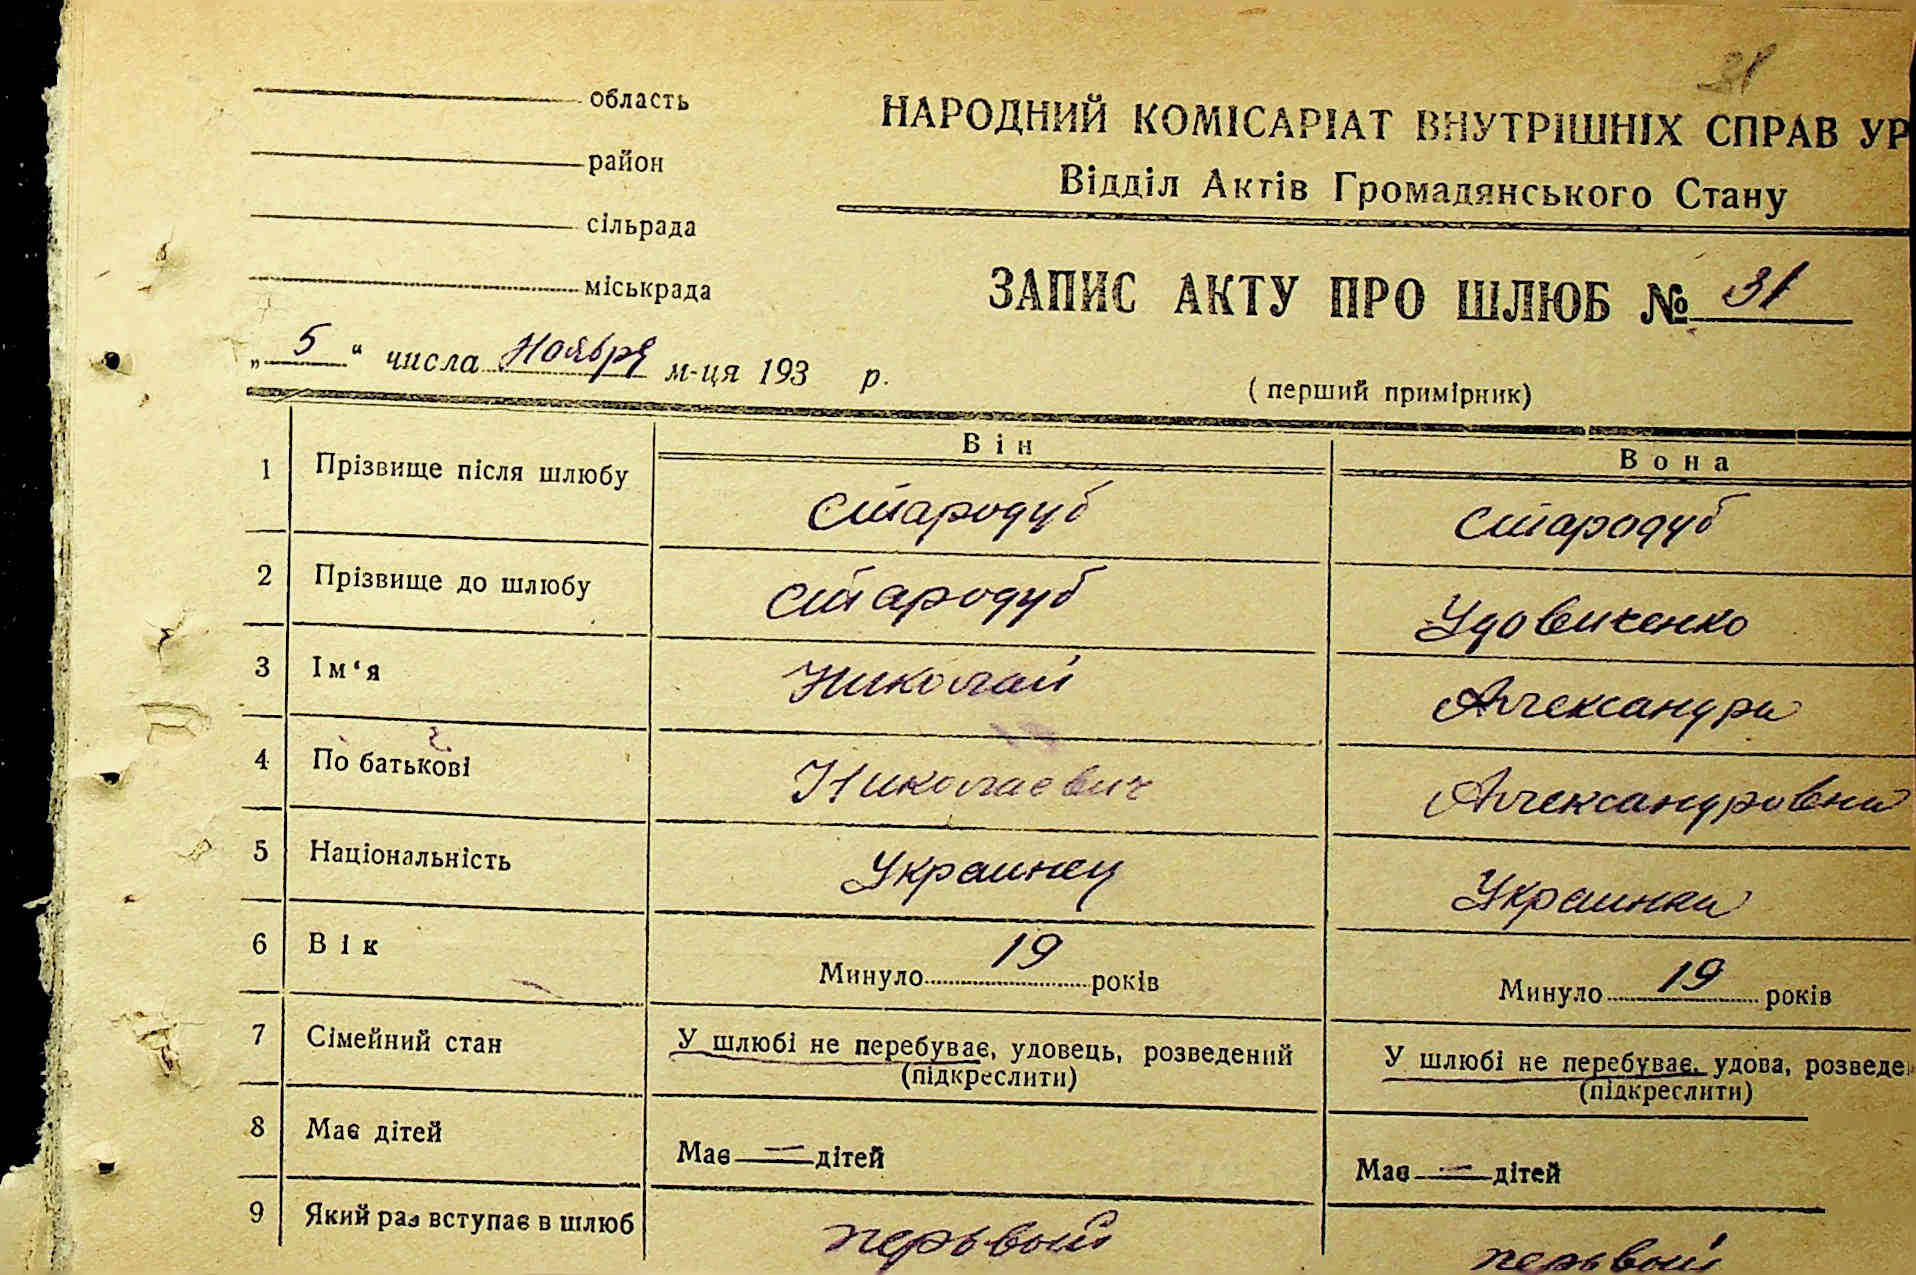 31
область
район
сільрада
міськрада
НАРОДНИЙ КОМІСАРІАТ ВНУТРІШНІХ СПРАВ УР
Відділ Актів Громадянського Стану
ЗАПИС АКТУ ПРО ШЛЮБ № 31
„ 5 “ числа Ноября м-ця 193 р.
(перший примірник)
Він Вона
1 Прізвище після шлюбу Стародуб Стародуб
2 Прізвище до шлюбу Стародуб Удовиченко
3 Ім‘я Николай Александра
4 По батькові Николаевич Александровна
5 Національність Украинец Украинка
6 Вік Минуло 19 років Минуло 19 років
7 Сімейний стан У шлюбі не перебуває, удовець, розведений У шлюбі не перебуває, удова, розведе
(підкреслити) (підкреслити)
8 Має дітей Має — дітей Має — дітей
9 Який раз вступає в шлюб перьвый перьвый